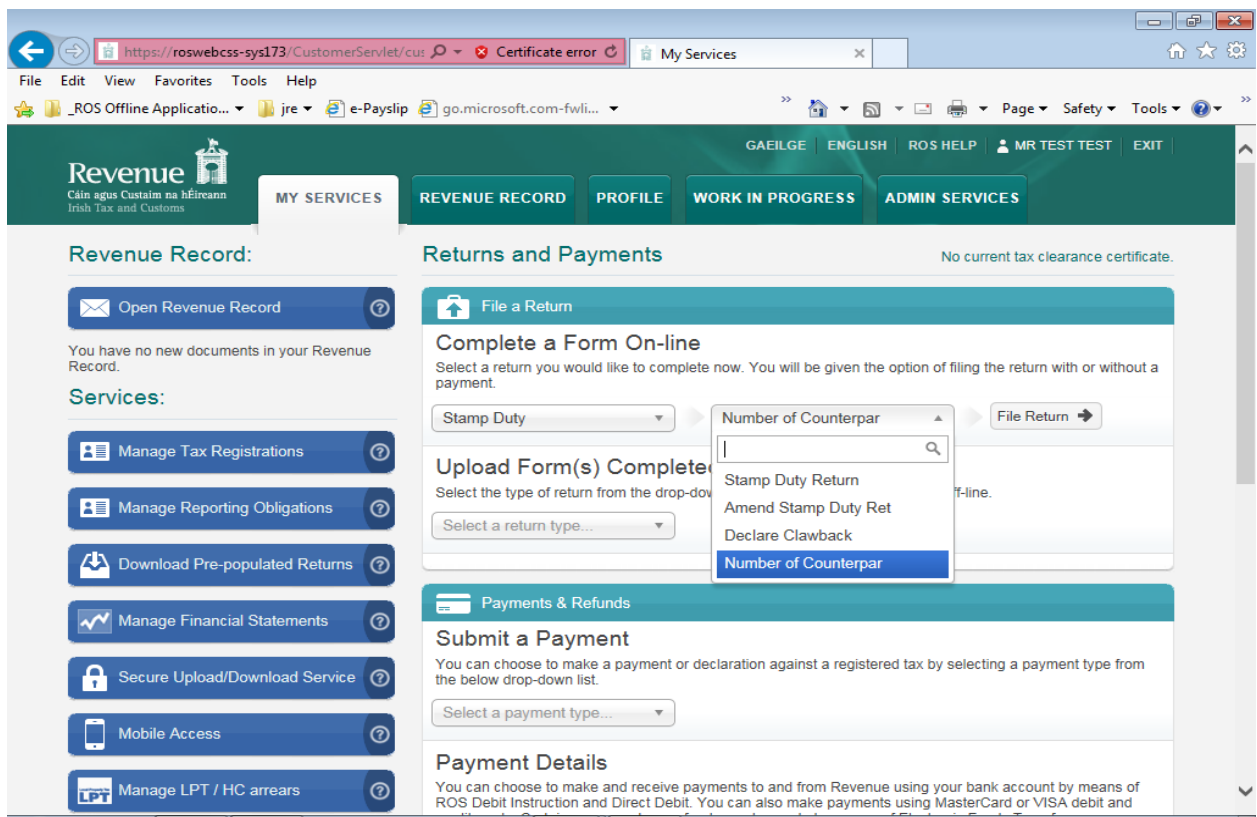 https://roswebcss-sys173/CustomerServlet/cus
Certificate error
My Services
File Edit View Favorites Tools Help
_ROS Offline Applicatio...
jre
e-Payslip
go.microsoft.com-fwli...
Page
Safety
Tools
GAEILGE
ENGLISH
ROS HELP
MR TEST TEST
EXIT
Revenue
Cáin agus Custaim na hÉireann
Irish Tax and Customs
MY SERVICES
REVENUE RECORD
PROFILE
WORK IN PROGRESS
ADMIN SERVICES
Revenue Record:
Open Revenue Record
You have no new documents in your Revenue
Record.
Services:
Manage Tax Registrations
Manage Reporting Obligations
Download Pre-populated Returns
Manage Financial Statements
Secure Upload/Download Service
Mobile Access
LPT
Manage LPT / HC arrears
Returns and Payments
No current tax clearance certificate.
File a Return
Complete a Form On-line
Select a return you would like to complete now. You will be given the option of filing the return with or without a
payment.
Stamp Duty
Number of Counterpar
File Return
Stamp Duty Return
Amend Stamp Duty Ret
Declare Clawback
Number of Counterpar
Upload Form(s) Complete
Select the type of return from the drop-dow
ff-line.
Select a return type...
Payments & Refunds
Submit a Payment
You can choose to make a payment or declaration against a registered tax by selecting a payment type from
the below drop-down list.
Select a payment type...
Payment Details
You can choose to make and receive payments to and from Revenue using your bank account by means of
ROS Debit Instruction and Direct Debit. You can also make payments using MasterCard or VISA debit and